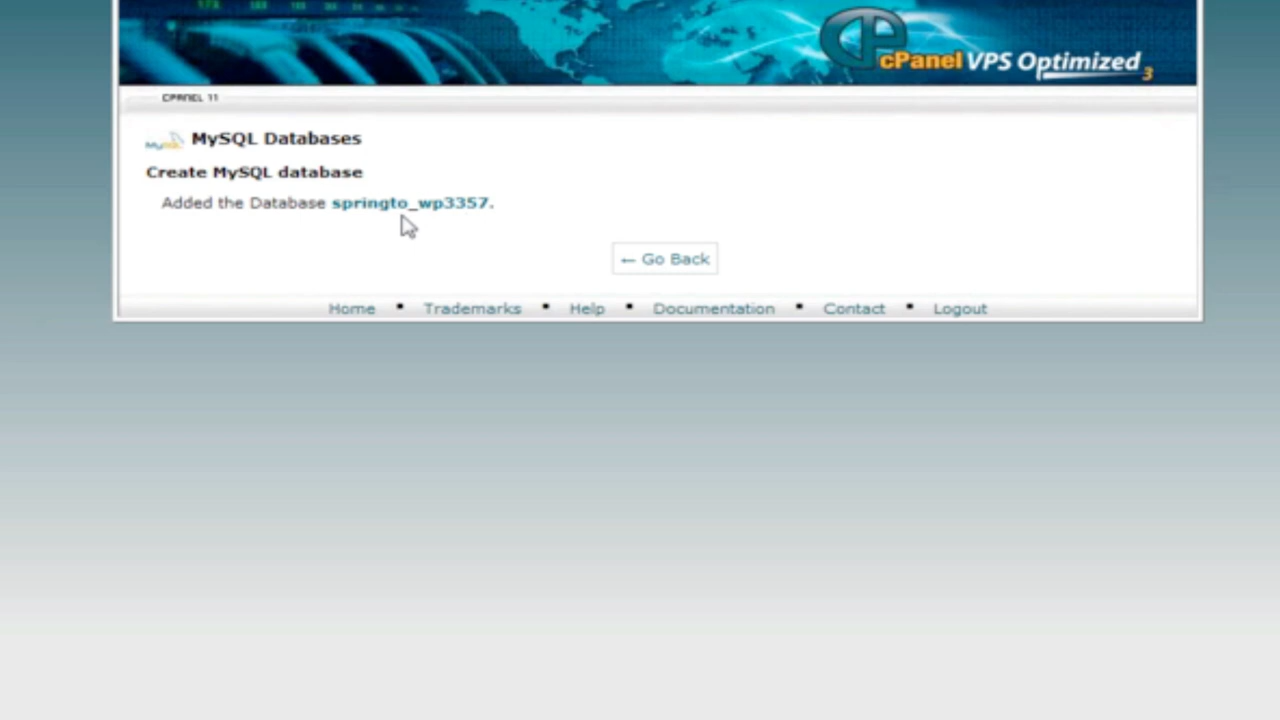 cPanel VPS Optimized 3
CPANEL 11
MySQL Databases
Create MySQL database
Added the Database springto_wp3357.
← Go Back
Home ▪ Trademarks ▪ Help ▪ Documentation ▪ Contact ▪ Logout